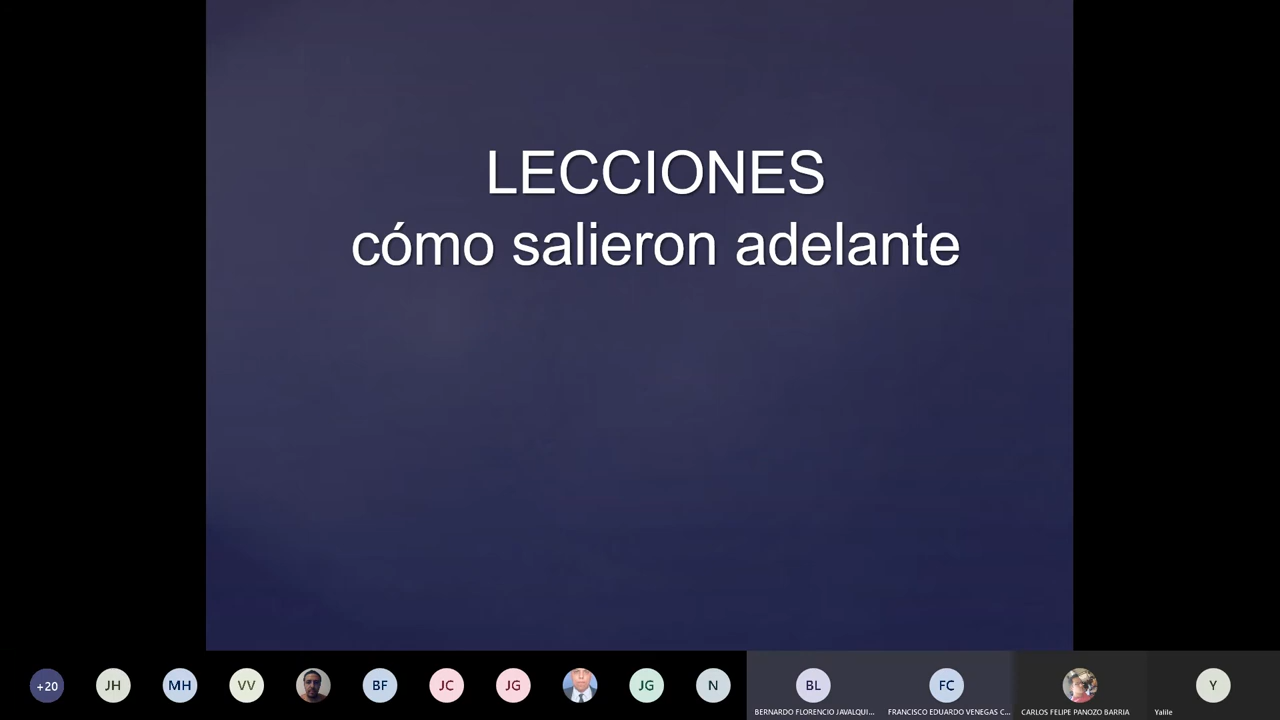 LECCIONES
cómo salieron adelante
+20
JH
MH
VV
BF
JC
JG
JG
N
BL
FC
Y
BERNARDO FLORENCIO JAVALQUI...
FRANCISCO EDUARDO VENEGAS C...
CARLOS FELIPE PANOZO BARRIA
Yalile